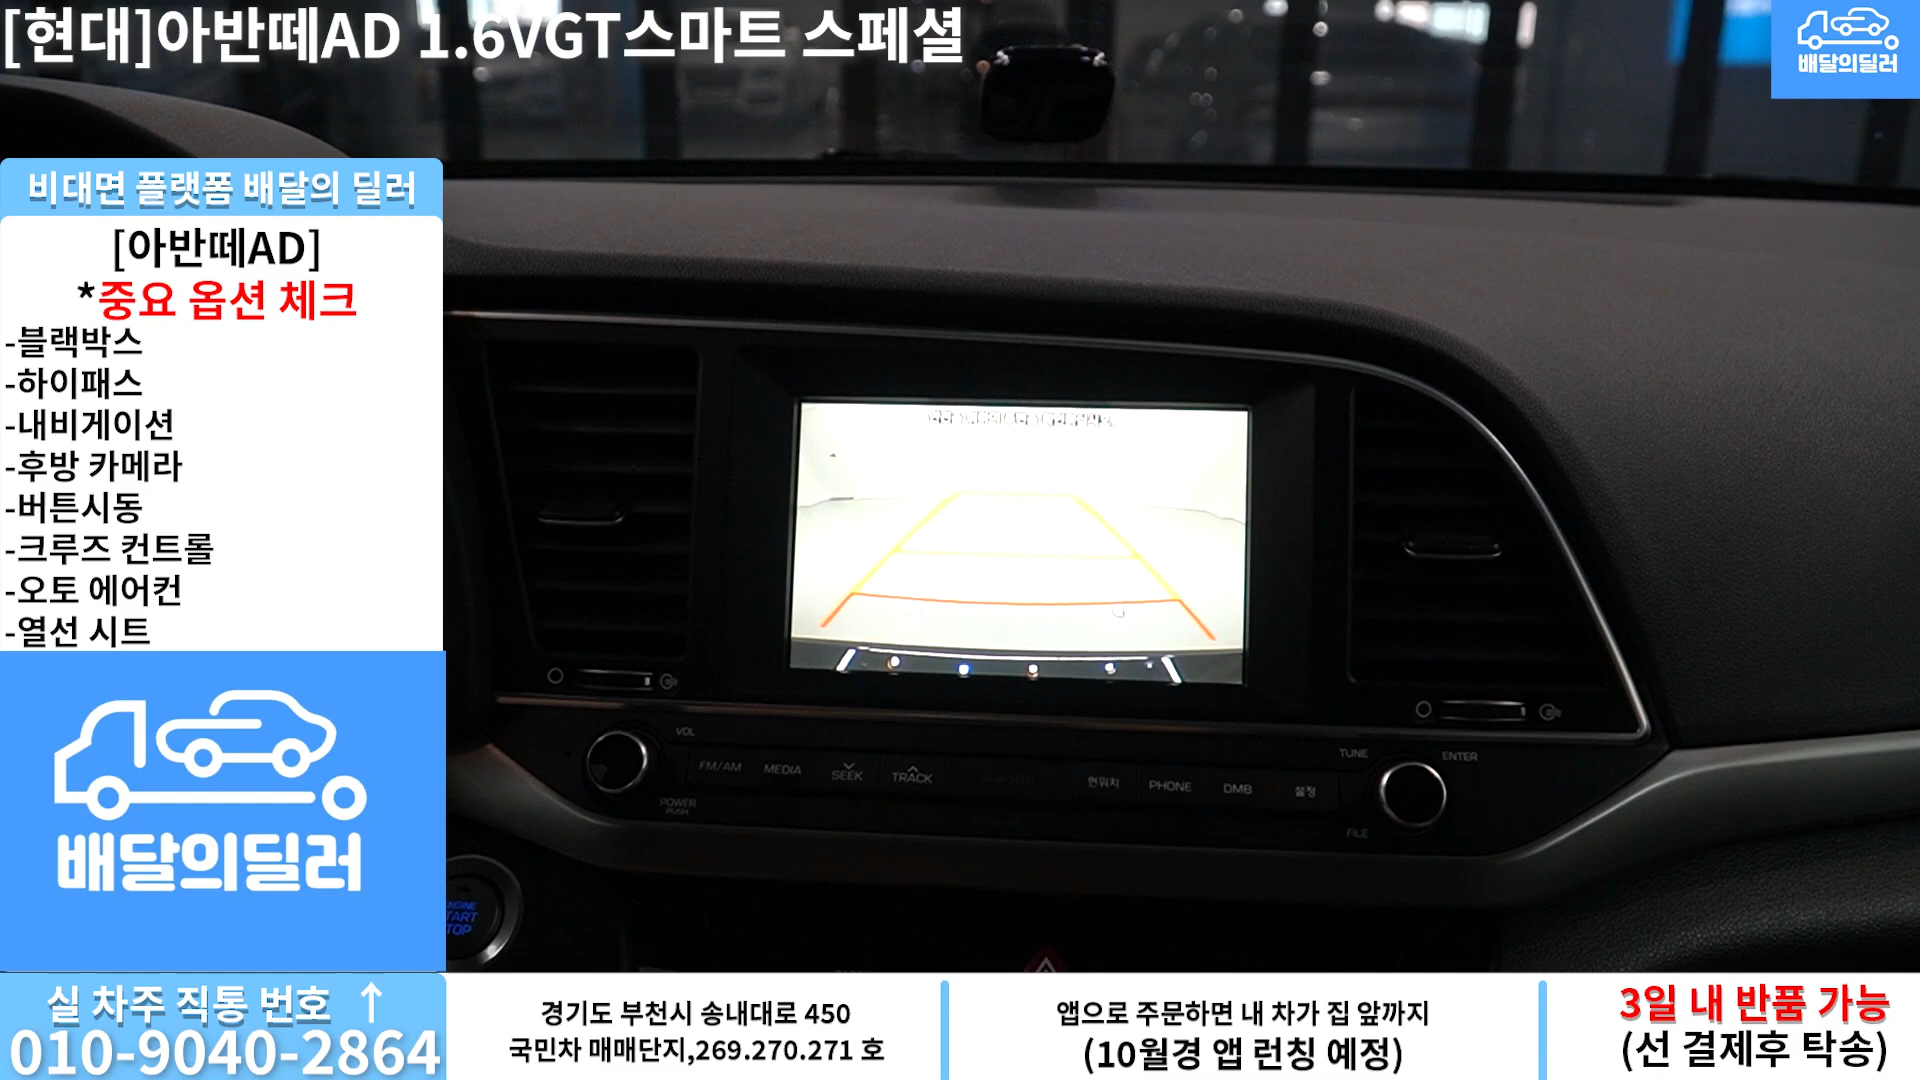 [현대]아반떼AD 1.6VGT스마트 스페셜
배달의딜러
비대면 플랫폼 배달의 딜러
[아반떼AD]
*중요 옵션 체크
-블랙박스
-하이패스
-내비게이션
-후방 카메라
-버튼시동
-크루즈 컨트롤
-오토 에어컨
-열선 시트
배달의딜러
VOL
FM/AM
MEDIA
SEEK
TRACK
현위치
PHONE
DMB
설정
TUNE
ENTER
POWER
PUSH
FILE
ENGINE
START
STOP
실 차주 직통 번호 ↑
010-9040-2864
경기도 부천시 송내대로 450
국민차 매매단지,269.270.271 호
앱으로 주문하면 내 차가 집 앞까지
(10월경 앱 런칭 예정)
3일 내 반품 가능
(선 결제후 탁송)